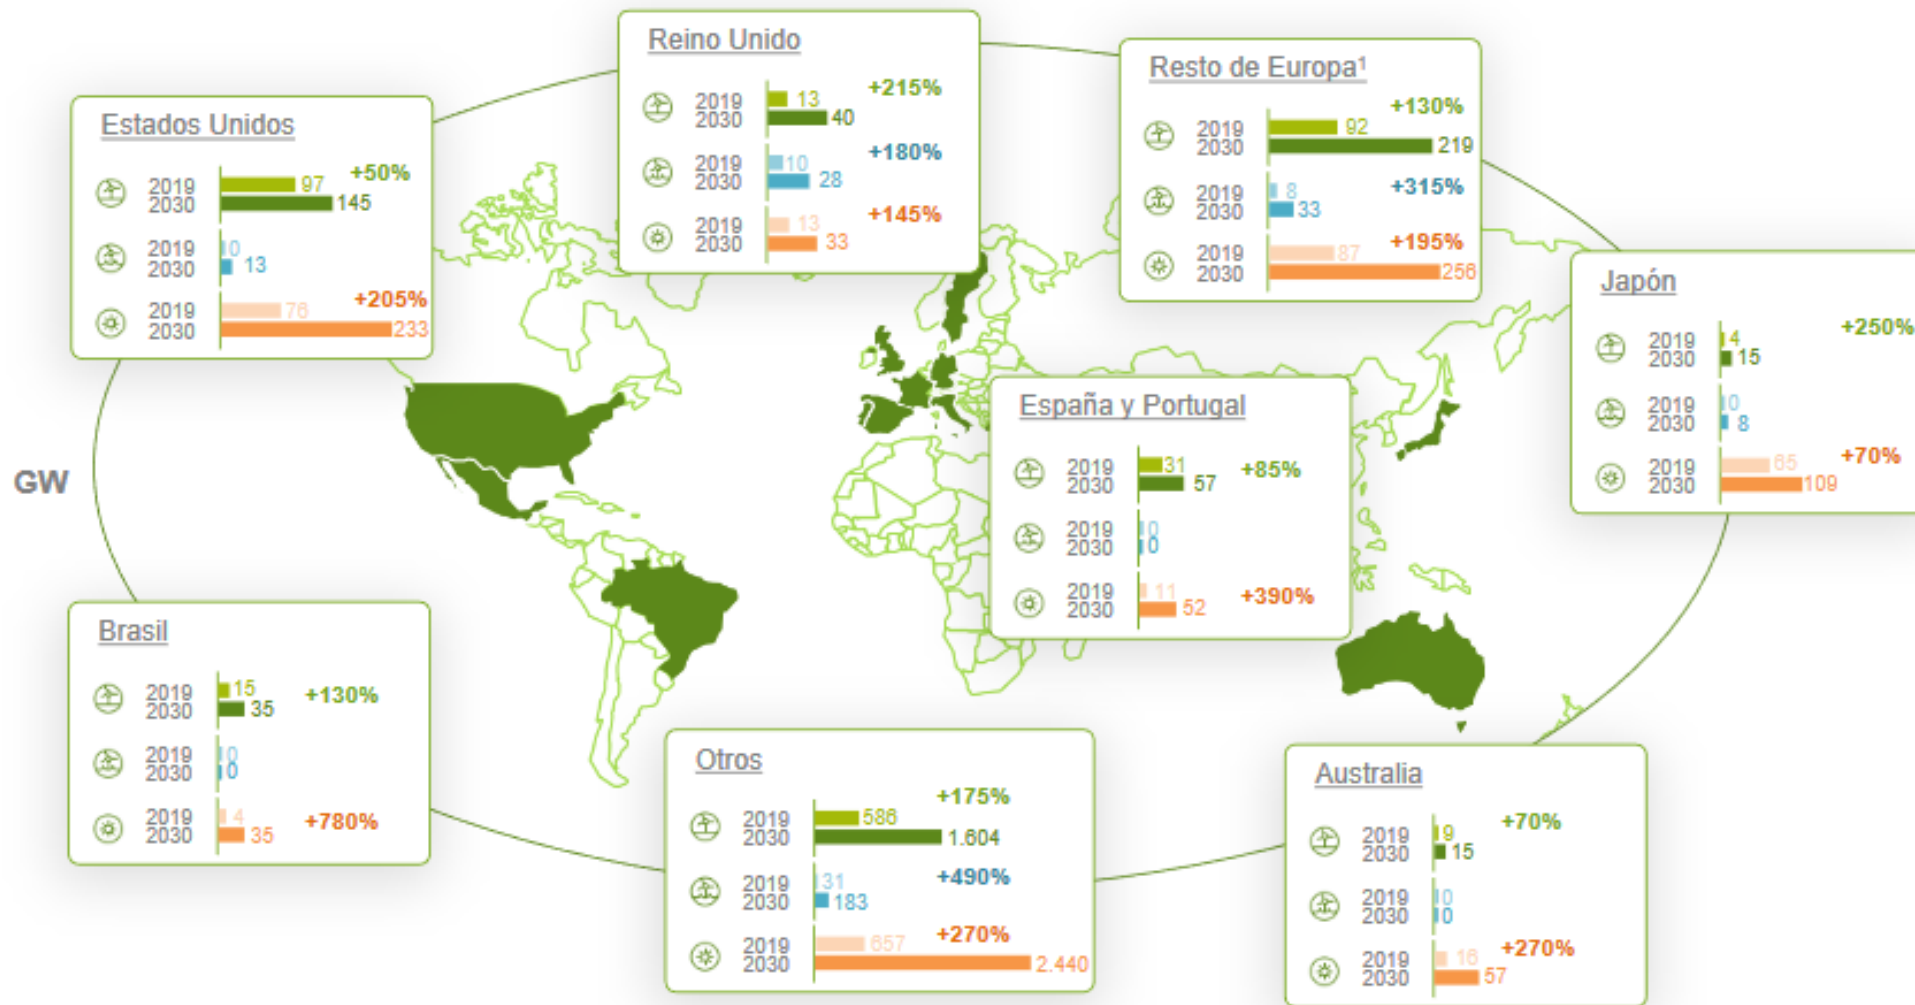 GW
Estados Unidos
2019 97 +50%
2030 145
2019 0
2030 13
2019 76 +205%
2030 233
Reino Unido
2019 13 +215%
2030 40
2019 10 +180%
2030 28
2019 13 +145%
2030 33
Resto de Europa¹
2019 92 +130%
2030 219
2019 8 +315%
2030 33
2019 87 +195%
2030 256
Japón
2019 4 +250%
2030 15
2019 0
2030 8
2019 65 +70%
2030 109
España y Portugal
2019 31 +85%
2030 57
2019 0
2030 0
2019 11 +390%
2030 52
Brasil
2019 15 +130%
2030 35
2019 0
2030 0
2019 4 +780%
2030 35
Otros
2019 586 +175%
2030 1.604
2019 31 +490%
2030 183
2019 657 +270%
2030 2.440
Australia
2019 9 +70%
2030 15
2019 0
2030 0
2019 16 +270%
2030 57